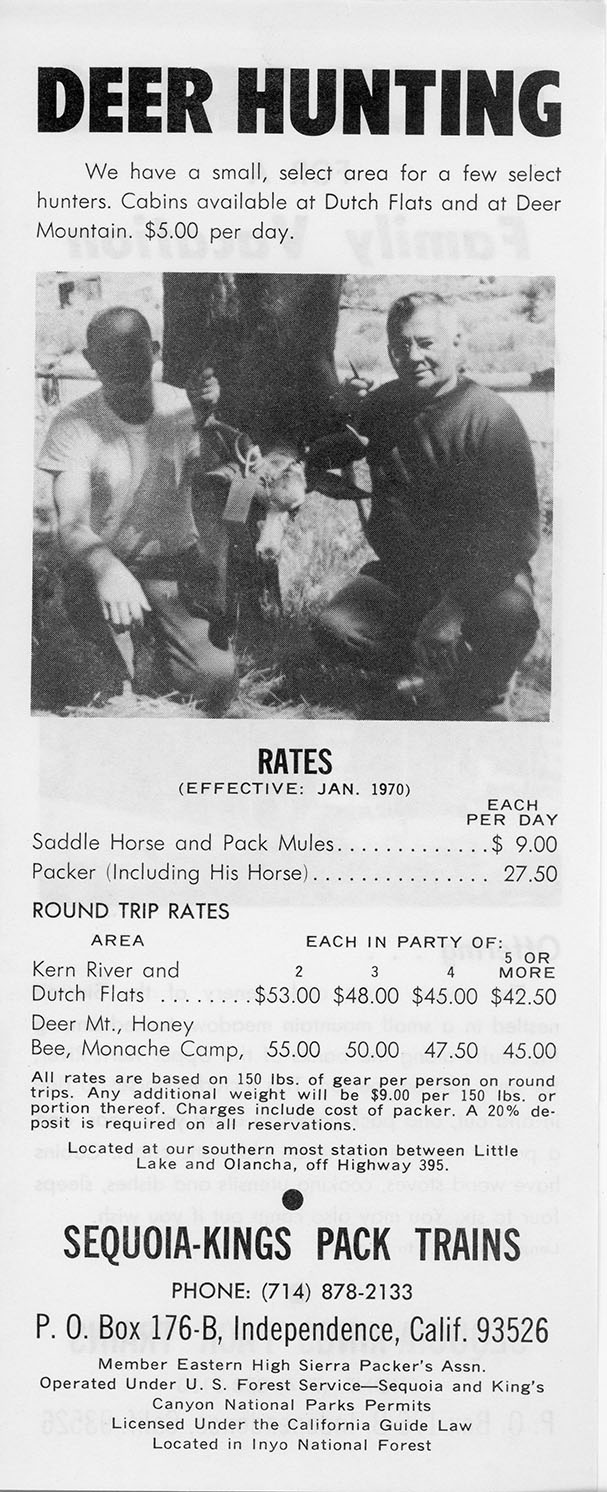 DEER HUNTING
We have a small, select area for a few select
hunters. Cabins available at Dutch Flats and at Deer
Mountain. $5.00 per day.
RATES
(EFFECTIVE: JAN. 1970)
EACH
PER DAY
Saddle Horse and Pack Mules.............$ 9.00
Packer (Including His Horse)............... 27.50
ROUND TRIP RATES
AREA EACH IN PARTY OF:
Kern River and 2 3 4 5 OR MORE
Dutch Flats .........$53.00 $48.00 $45.00 $42.50
Deer Mt., Honey
Bee, Monache Camp, 55.00 50.00 47.50 45.00
All rates are based on 150 lbs. of gear per person on round
trips. Any additional weight will be $9.00 per 150 lbs. or
portion thereof. Charges include cost of packer. A 20% de-
posit is required on all reservations.
Located at our southern most station between Little
Lake and Olancha, off Highway 395.
SEQUOIA-KINGS PACK TRAINS
PHONE: (714) 878-2133
P. O. Box 176-B, Independence, Calif. 93526
Member Eastern High Sierra Packer's Assn.
Operated Under U. S. Forest Service—Sequoia and King's
Canyon National Parks Permits
Licensed Under the California Guide Law
Located in Inyo National Forest